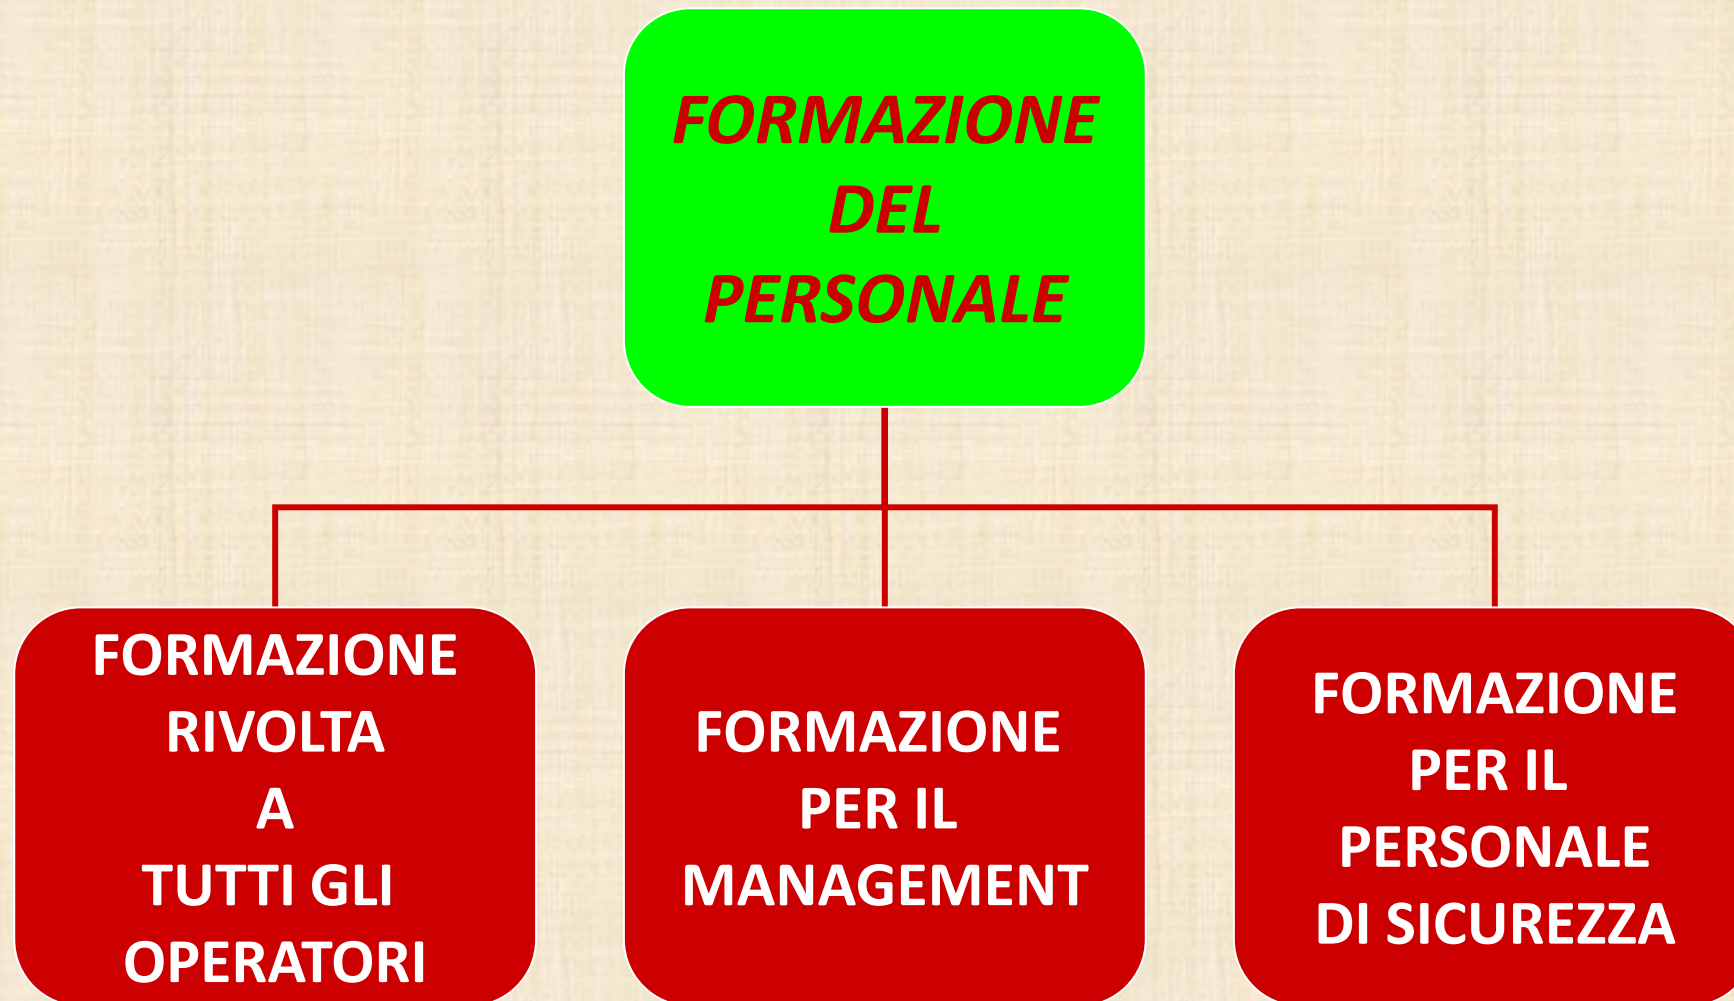 FORMAZIONE
DEL
PERSONALE
FORMAZIONE
RIVOLTA
A
TUTTI GLI
OPERATORI
FORMAZIONE
PER IL
MANAGEMENT
FORMAZIONE
PER IL
PERSONALE
DI SICUREZZA